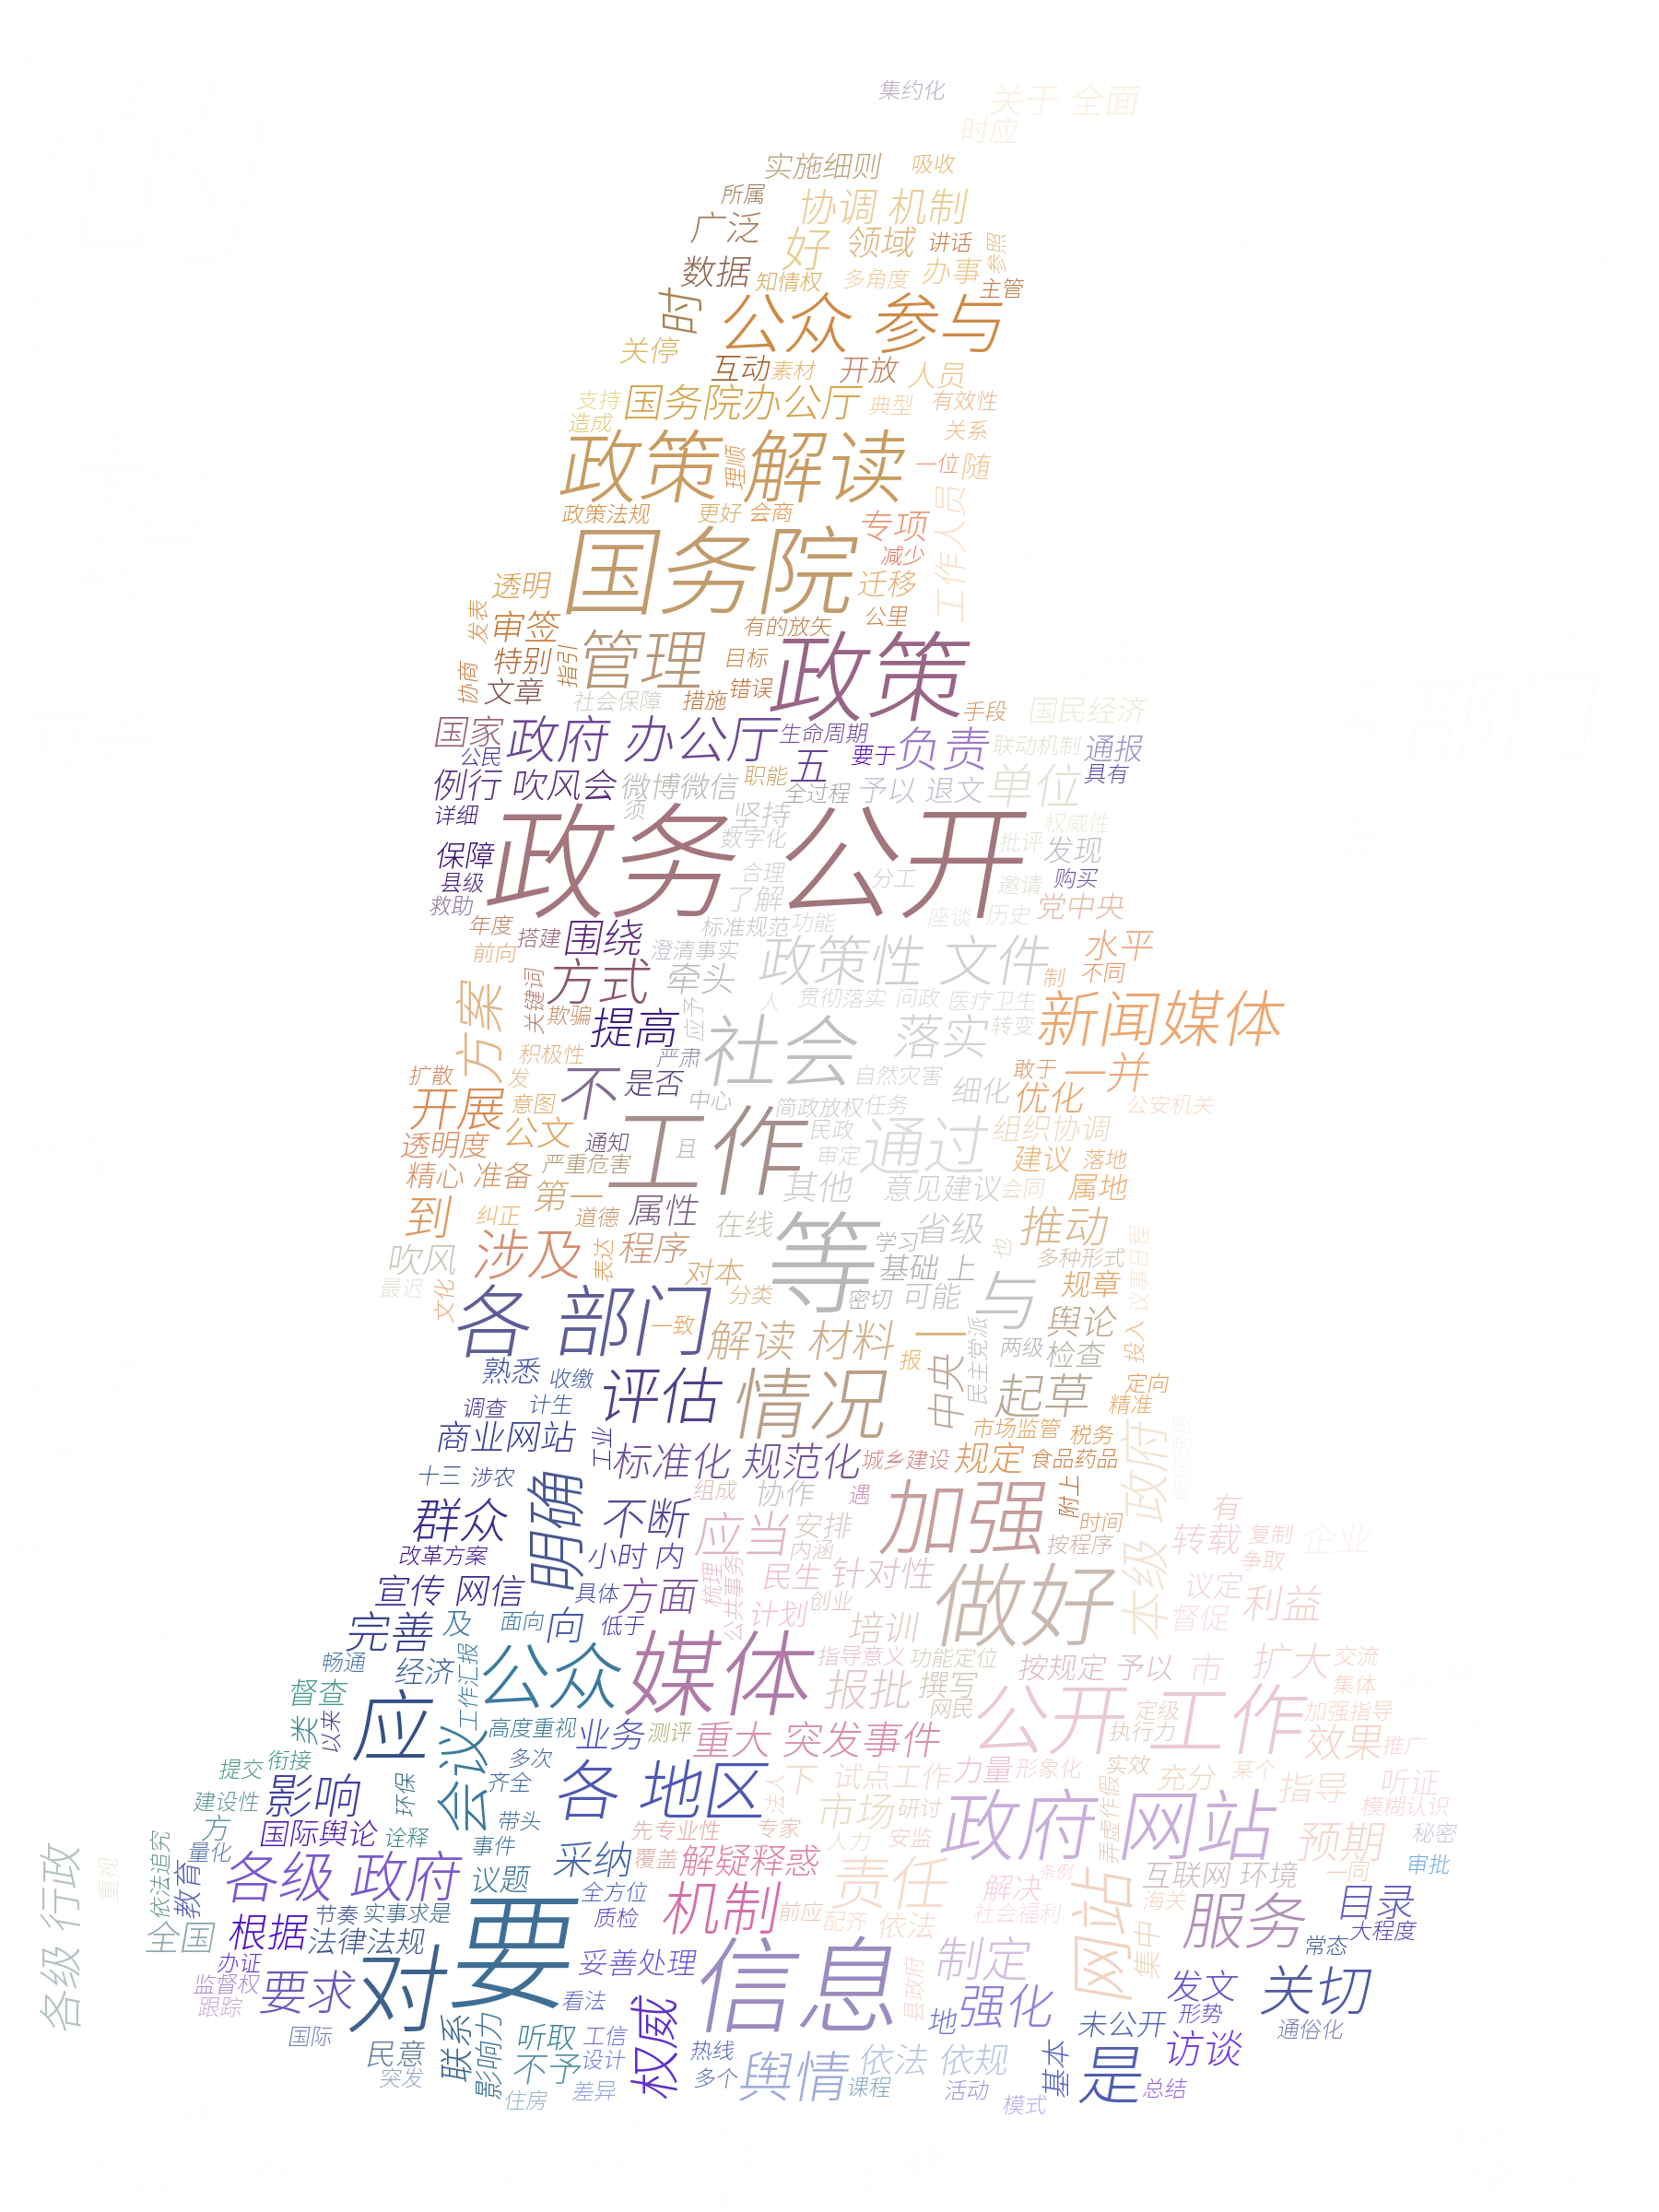 集约化
关于 全面
时应
实施细则 吸收
所属
协调 机制
广泛
好 领域 讲话 参照
数据 知情权 多角度 办事 主管
时 公众 参与
关停
互动 素材 开放 人员
支持 国务院办公厅 典型 有效性
造成
政策 理顺 解读 关系
一位 随
政策法规 更好 会商 专项 工作人员
国务院 减少
透明 迁移
发表 审签 有的放矢 公里
特别 指引 管理 目标 政策
协商 文章 社会保障 措施 错误 手段 国民经济
国家 政府 办公厅 生命周期 负责 联动机制 通报
公民 五 要于
例行 吹风会 微博微信 职能 全过程 予以 退文 单位 具有
详细 须 坚持
政务 公开 数字化 权威性
保障 合理 批评 发现
县级 了解 分工 邀请 购买
救助 座谈 历史 党中央
年度 搭建 围绕 标准规范 功能
前向 澄清事实 政策性 文件 水平
方案 关键词 方式 牵头 制 不同
欺骗 提高 应予 人 贯彻落实 问政 医疗卫生 新闻媒体
积极性 严肃 社会 落实 转变
扩散 发 不 是否 自然灾害 细化 敢于 一并
开展 意图 中心 简政放权 任务 优化 公安机关
透明度 公文 通知 工作 民政 通过 组织协调
精心 准备 严重危害 且 审定 建议 落地
第一 其他 意见建议 会同 属地
到 纠正 道德 属性 在线 等 省级 推动
吹风 涉及 表达 程序 学习 也 多种形式 议事日程
最迟 文化 对本 基础 上 规章
各 部门 一致 分类 密切 可能 与 舆论
解读 材料 一 民主党派 两级 检查 投入
熟悉 收缴 评估 情况 报 中央 起草 定向
调查 计生 精准
商业网站 工业 标准化 规范化 城乡建设 市场监管 税务 本级 政府 响应速度
十三 涉农 规定 食品药品
群众 明确 不断 组成 协作 遇 加强 附上 有
应当 安排 时间 转载 复制 企业
改革方案 小时 内 内涵 按程序 争取
宣传 网信 具体 方面 梳理 公共事务 民生 针对性 做好 议定 利益
完善 及 面向 向 低于 计划 创业 培训 督促
畅通 经济 工作汇报 公众 媒体 指导意义 功能定位 按规定 予以 市 扩大 交流
督查 报批 撰写 集体
类 以来 应 会议 高度重视 业务 测评 网民 公开 工作 定级 加强指导
提交 衔接 多次 重大 突发事件 执行力 效果 推广
建设性 影响 环保 齐全 各 地区 法人 下 试点工作 力量 形象化 实效 充分 某个 指导 听证
方 国际舆论 诠释 带头 市场 研讨 政府 网站 弄虚作假 模糊认识
量化 事件 先专业性 专家 人力 安监 预期 秘密
各级 行政 重视 依法追究 教育 各级 政府 议题 采纳 覆盖 解疑释惑 责任 条例 互联网 环境 一同 审批
全国 根据 节奏 实事求是 全方位 机制 前应 解决 网站 海关 目录
法律法规 要 质检 配齐 依法 社会福利 服务 大程度
办证 集中 常态
监督权 要求 对 妥善处理 信息 县政府 制定 发文 关切
跟踪 看法 地 强化 形势
国际 联系 影响力 听取 工信 权威 热线 未公开 通俗化
民意 不予 设计 多个 舆情 依法 依规 基本 是 访谈
突发 住房 差异 课程 活动 模式 总结